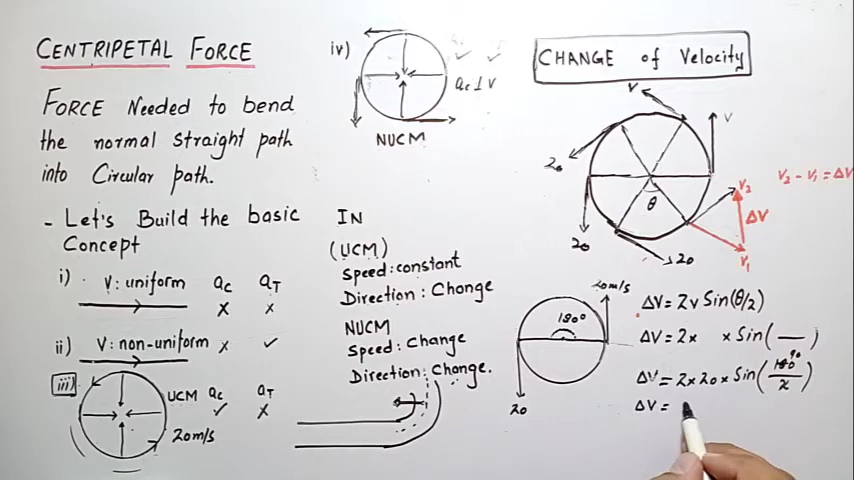 CENTRIPETAL FORCE
FORCE Needed to bend
the normal straight path
into Circular path.
- Let's Build the basic
Concept
i) V: uniform ac aT
x x
ii) V: non-uniform x ✓
iii) UCM ac aT
✓ x
20m/s
iv) ✓ ✓
ac ⊥ v
NUCM
IN
(UCM)
Speed: constant
Direction: Change
NUCM
Speed: Change
Direction: Change.
CHANGE of Velocity
V
V
20
20
20
θ
V2
V2 - V1 = ΔV
ΔV
V1
20m/s
180°
20
ΔV = 2V Sin(θ/2)
ΔV = 2x x Sin( — )
ΔV = 2 x 20 x Sin(180°/2) 90
ΔV =